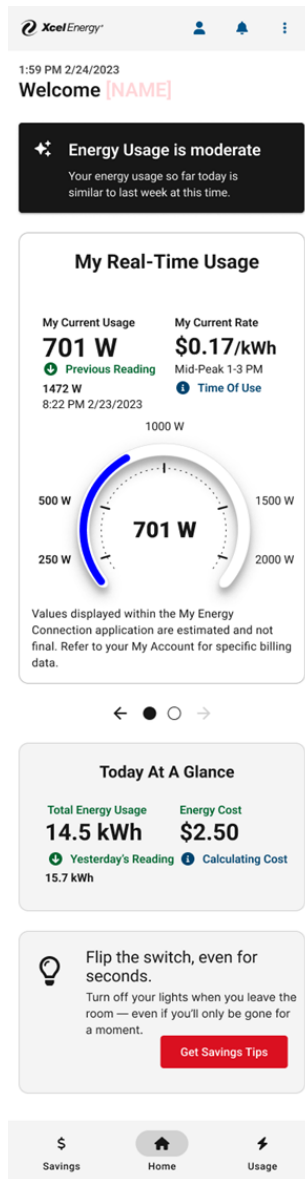 Xcel Energy
1:59 PM 2/24/2023
Welcome [NAME]
Energy Usage is moderate
Your energy usage so far today is
similar to last week at this time.
My Real-Time Usage
My Current Usage
701 W
Previous Reading
1472 W
8:22 PM 2/23/2023
My Current Rate
$0.17/kWh
Mid-Peak 1-3 PM
Time Of Use
1000 W
500 W
1500 W
701 W
250 W
2000 W
Values displayed within the My Energy
Connection application are estimated and not
final. Refer to your My Account for specific billing
data.
Today At A Glance
Total Energy Usage
14.5 kWh
Yesterday's Reading
15.7 kWh
Energy Cost
$2.50
Calculating Cost
Flip the switch, even for
seconds.
Turn off your lights when you leave the
room — even if you'll only be gone for
a moment.
Get Savings Tips
Savings
Home
Usage